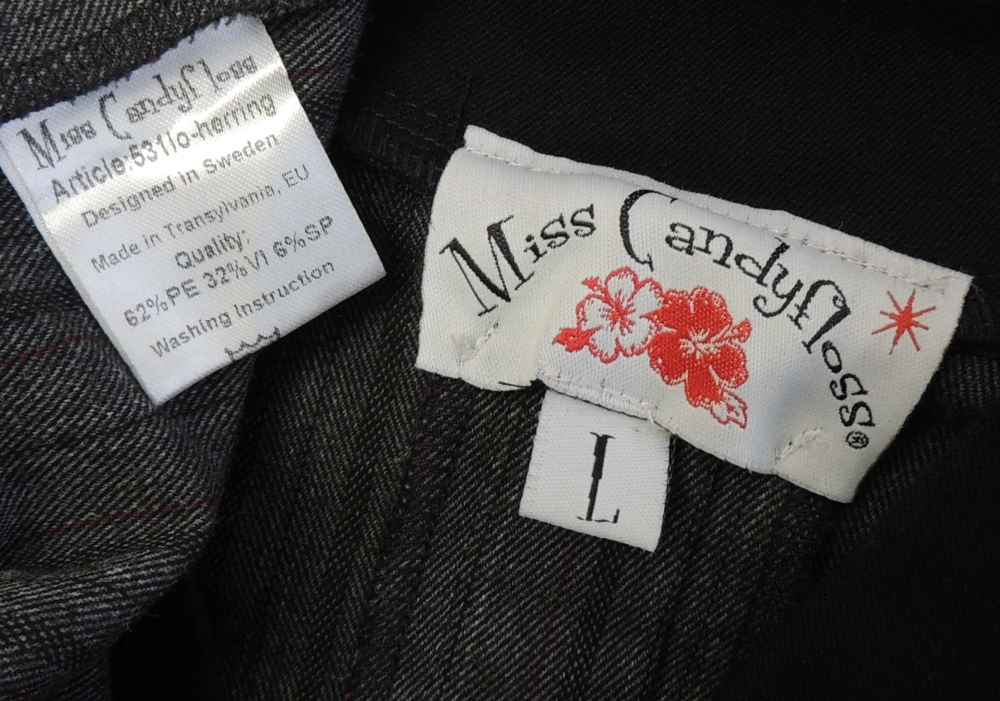 Miss Candyfloss
Article:531lo-herring
Designed in Sweden
Made in Transylvania, EU
Quality:
62%PE 32%VI 6%SP
Washing Instruction
Miss Candyfloss®
L